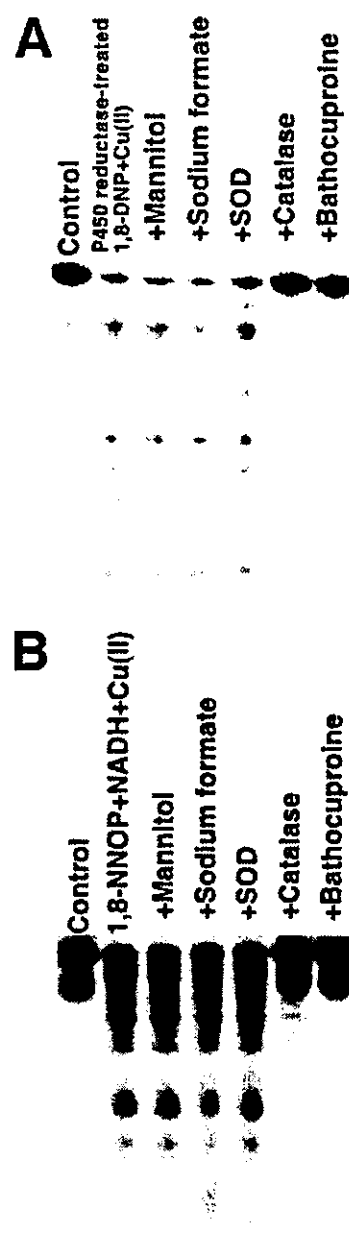 A
Control
P450 reductase-treated
1,8-DNP+Cu(II)
+Mannitol
+Sodium formate
+SOD
+Catalase
+Bathocuproine
B
Control
1,8-NNOP+NADH+Cu(II)
+Mannitol
+Sodium formate
+SOD
+Catalase
+Bathocuproine